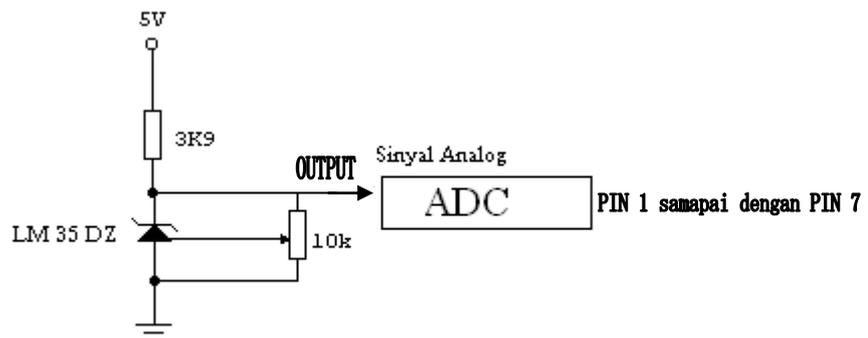 5V
3K9
OUTPUT
Sinyal Analog
ADC
PIN 1 samapai dengan PIN 7
LM 35 DZ
10k